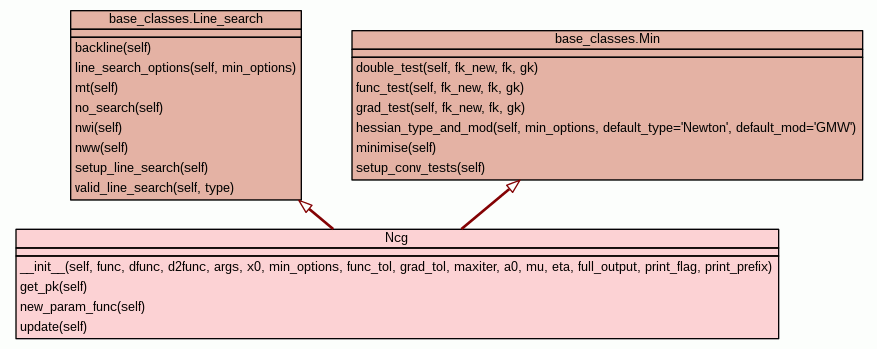 base_classes.Line_search
backline(self)
line_search_options(self, min_options)
mt(self)
no_search(self)
nwi(self)
nww(self)
setup_line_search(self)
valid_line_search(self, type)
base_classes.Min
double_test(self, fk_new, fk, gk)
func_test(self, fk_new, fk, gk)
grad_test(self, fk_new, fk, gk)
hessian_type_and_mod(self, min_options, default_type='Newton', default_mod='GMW')
minimise(self)
setup_conv_tests(self)
Ncg
__init__(self, func, dfunc, d2func, args, x0, min_options, func_tol, grad_tol, maxiter, a0, mu, eta, full_output, print_flag, print_prefix)
get_pk(self)
new_param_func(self)
update(self)